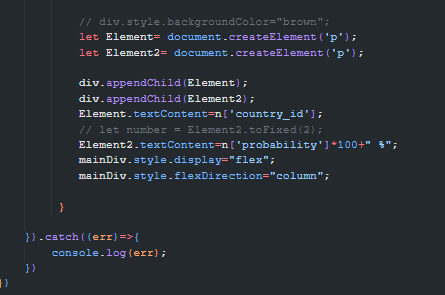 // div.style.backgroundColor="brown";
let Element= document.createElement('p');
let Element2= document.createElement('p');
div.appendChild(Element);
div.appendChild(Element2);
Element.textContent=n['country_id'];
// let number = Element2.toFixed(2);
Element2.textContent=n['probability']*100+" %";
mainDiv.style.display="flex";
mainDiv.style.flexDirection="column";
}
}).catch((err)=>{
console.log(err);
})
})